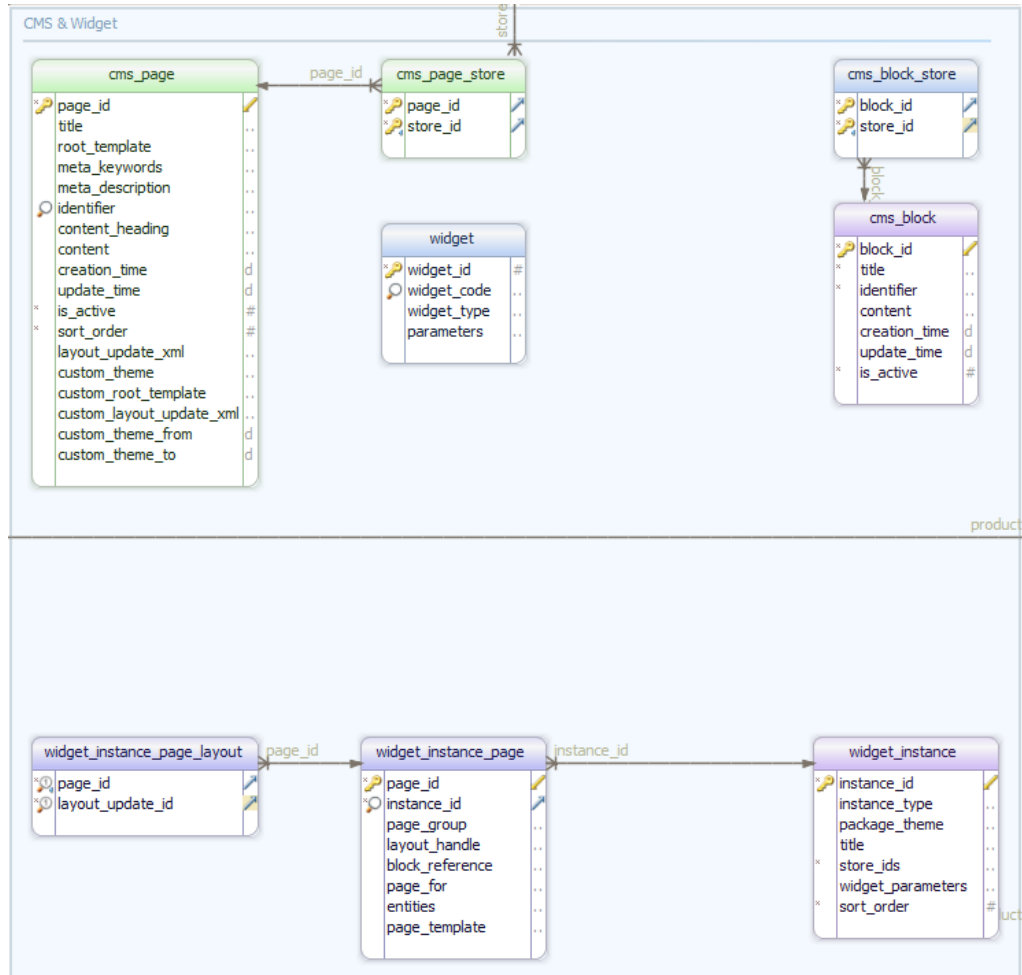 CMS & Widget
store
cms_page
page_id
title
root_template
meta_keywords
meta_description
identifier
content_heading
content
creation_time
d
update_time
d
is_active
#
sort_order
#
layout_update_xml
custom_theme
custom_root_template
custom_layout_update_xml
custom_theme_from
d
custom_theme_to
d
page_id
cms_page_store
page_id
store_id
cms_block_store
block_id
store_id
block
widget
widget_id
#
widget_code
widget_type
parameters
cms_block
block_id
title
identifier
content
creation_time
d
update_time
d
is_active
#
product
widget_instance_page_layout
page_id
layout_update_id
page_id
widget_instance_page
page_id
instance_id
page_group
layout_handle
block_reference
page_for
entities
page_template
instance_id
widget_instance
instance_id
instance_type
package_theme
title
store_ids
widget_parameters
sort_order
#
uct